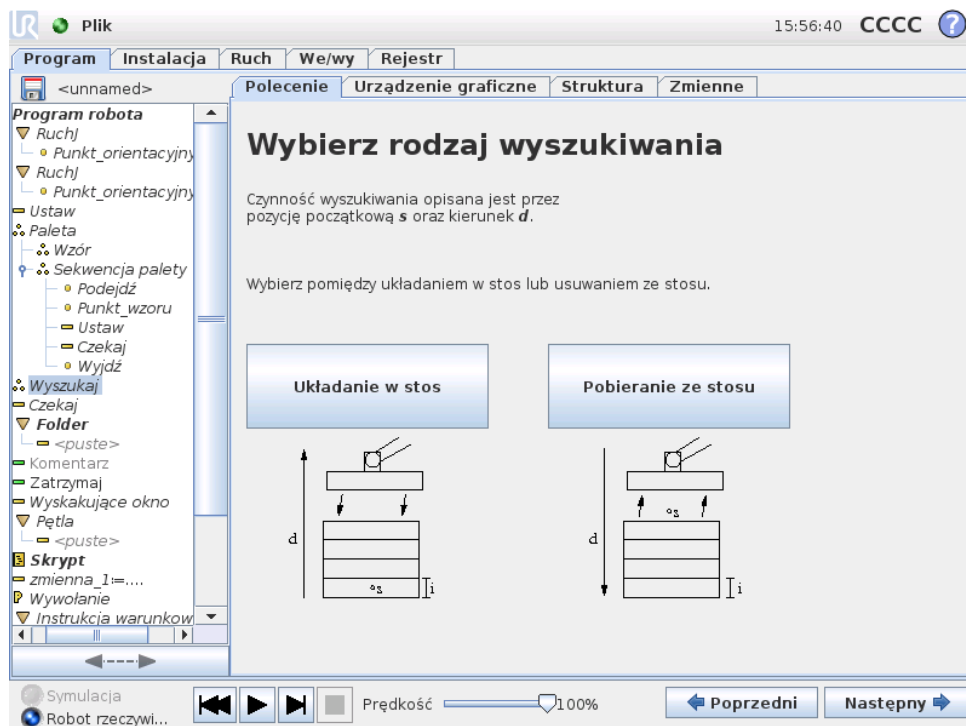 UR Plik 15:56:40 CCCC ?
Program Instalacja Ruch We/wy Rejestr
<unnamed>
Polecenie Urządzenie graficzne Struktura Zmienne
Program robota
RuchJ
Punkt_orientacyjny
RuchJ
Punkt_orientacyjny
Ustaw
Paleta
Wzór
Sekwencja palety
Podejdź
Punkt_wzoru
Ustaw
Czekaj
Wyjdź
Wyszukaj
Czekaj
Folder
<puste>
Komentarz
Zatrzymaj
Wyskakujące okno
Pętla
<puste>
Skrypt
zmienna_1:=....
Wywołanie
Instrukcja warunkow
Wybierz rodzaj wyszukiwania
Czynność wyszukiwania opisana jest przez
pozycję początkową s oraz kierunek d.
Wybierz pomiędzy układaniem w stos lub usuwaniem ze stosu.
Układanie w stos
Pobieranie ze stosu
d s i
d s i
Symulacja
Robot rzeczywi...
Prędkość 100%
Poprzedni
Następny